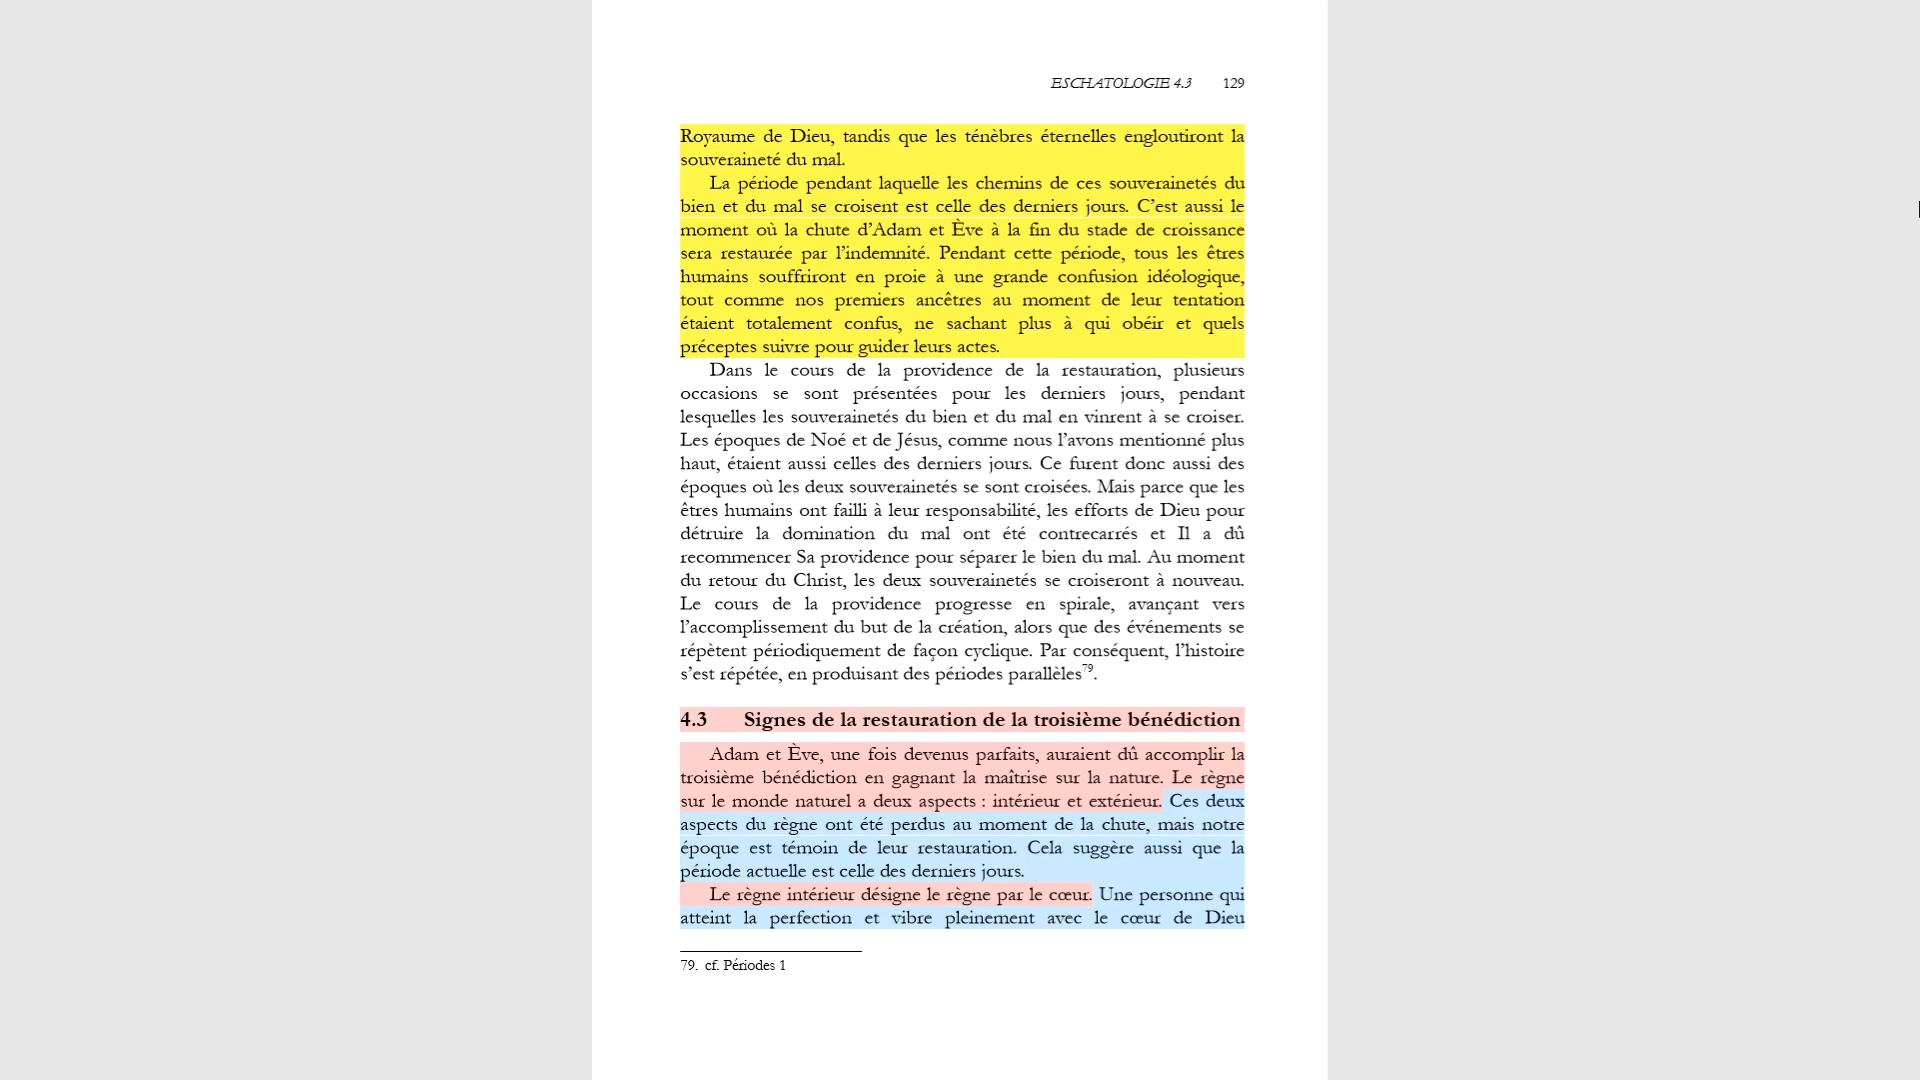 ESCHATOLOGIE 4.3 129
Royaume de Dieu, tandis que les ténèbres éternelles engloutiront la
souveraineté du mal.
La période pendant laquelle les chemins de ces souverainetés du
bien et du mal se croisent est celle des derniers jours. C’est aussi le
moment où la chute d’Adam et Ève à la fin du stade de croissance
sera restaurée par l’indemnité. Pendant cette période, tous les êtres
humains souffriront en proie à une grande confusion idéologique,
tout comme nos premiers ancêtres au moment de leur tentation
étaient totalement confus, ne sachant plus à qui obéir et quels
préceptes suivre pour guider leurs actes.
Dans le cours de la providence de la restauration, plusieurs
occasions se sont présentées pour les derniers jours, pendant
lesquelles les souverainetés du bien et du mal en vinrent à se croiser.
Les époques de Noé et de Jésus, comme nous l’avons mentionné plus
haut, étaient aussi celles des derniers jours. Ce furent donc aussi des
époques où les deux souverainetés se sont croisées. Mais parce que les
êtres humains ont failli à leur responsabilité, les efforts de Dieu pour
détruire la domination du mal ont été contrecarrés et Il a dû
recommencer Sa providence pour séparer le bien du mal. Au moment
du retour du Christ, les deux souverainetés se croiseront à nouveau.
Le cours de la providence progresse en spirale, avançant vers
l’accomplissement du but de la création, alors que des événements se
répètent périodiquement de façon cyclique. Par conséquent, l’histoire
s’est répétée, en produisant des périodes parallèles79.
4.3 Signes de la restauration de la troisième bénédiction
Adam et Ève, une fois devenus parfaits, auraient dû accomplir la
troisième bénédiction en gagnant la maîtrise sur la nature. Le règne
sur le monde naturel a deux aspects : intérieur et extérieur. Ces deux
aspects du règne ont été perdus au moment de la chute, mais notre
époque est témoin de leur restauration. Cela suggère aussi que la
période actuelle est celle des derniers jours.
Le règne intérieur désigne le règne par le cœur. Une personne qui
atteint la perfection et vibre pleinement avec le cœur de Dieu
79. cf. Périodes 1